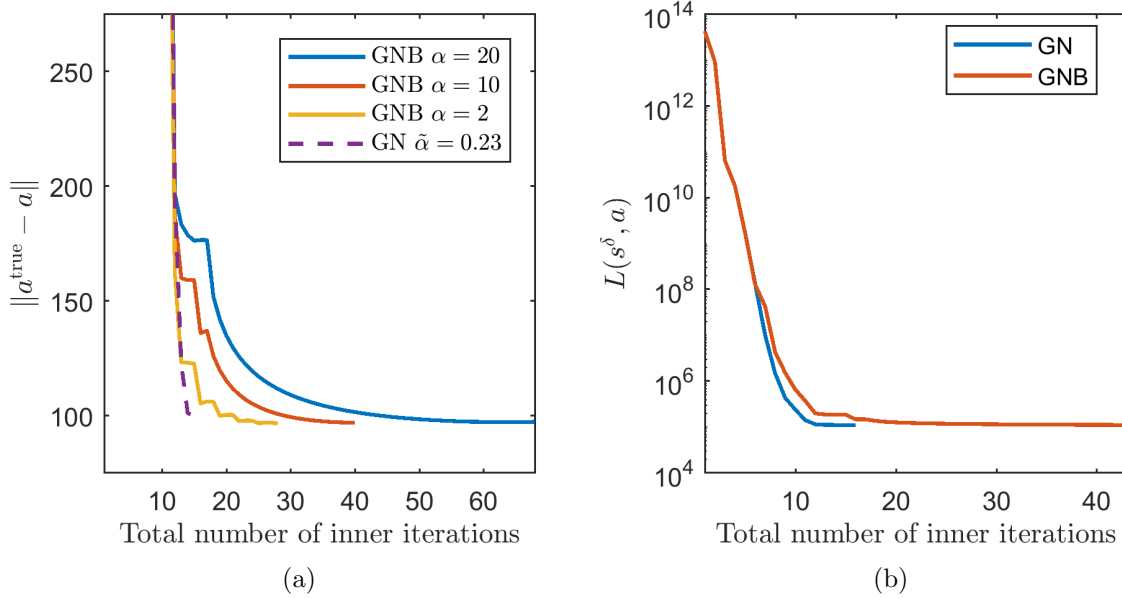 GNB α = 20
GNB α = 10
GNB α = 2
GN α̃ = 0.23
250
200
150
100
‖a^true − a‖
10 20 30 40 50 60
Total number of inner iterations
(a)
GN
GNB
10^14
10^12
10^10
10^8
10^6
10^4
L(s^δ, a)
10 20 30 40
Total number of inner iterations
(b)